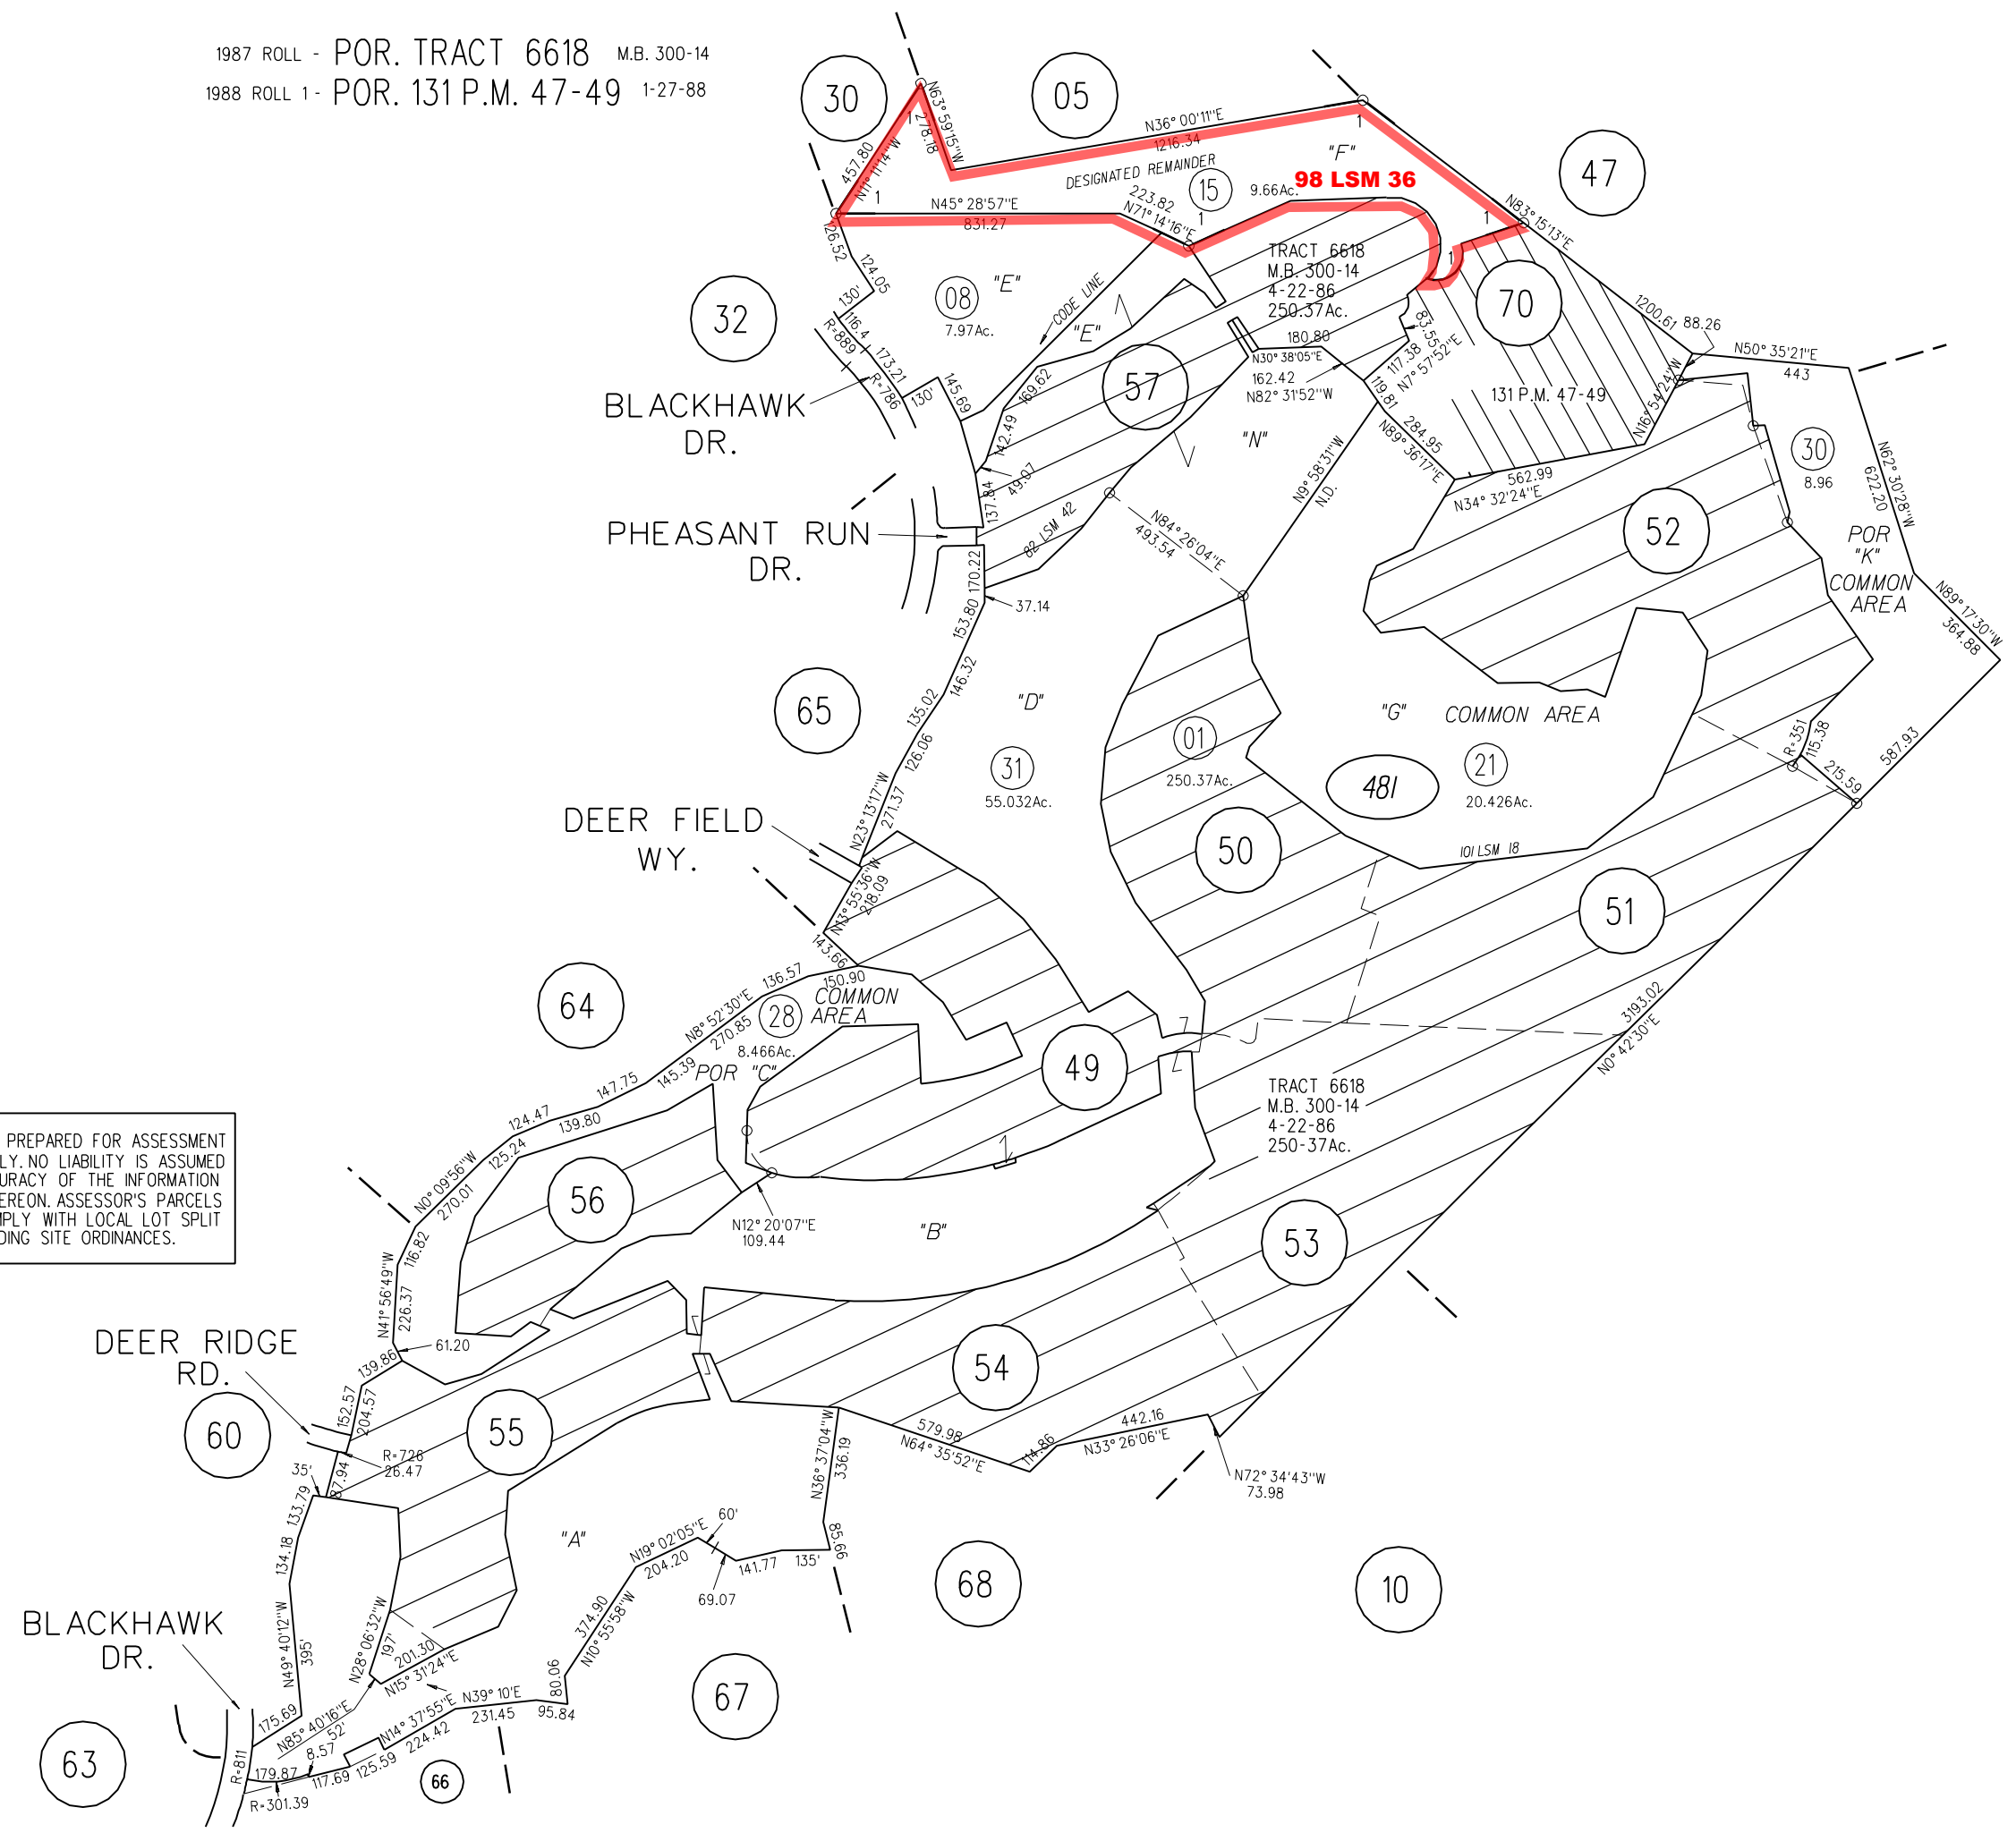 1987 ROLL - POR. TRACT 6618 M.B. 300-14
1988 ROLL 1 - POR. 131 P.M. 47-49 1-27-88
30
05
47
N63° 59'15"W
278.18
1
457.80
N11° 11'14"W
1
N36° 00'11"E
1216.34
1
DESIGNATED REMAINDER
"F"
15
9.66Ac.
98 LSM 36
223.82
N71° 14'16"E
1
N45° 28'57"E
831.27
N83° 15'13"E
1
1
126.52
124.05
130'
116.4
R=889
173.21
R=786
130'
145.69
32
08
"E"
7.97Ac.
CODE LINE
"E"
TRACT 6618
M.B. 300-14
4-22-86
250.37Ac.
70
1200.61
88.26
N50° 35'21"E
443
180.80
N30° 38'05"E
162.42
N82° 31'52"W
83.55
117.38
N7° 57'52"E
119.81
284.95
N89° 36'17"E
131 P.M. 47-49
N16° 54'24"W
57
169.62
142.49
49.07
137.84
BLACKHAWK
DR.
"N"
N9° 58'31"W
N.D.
562.99
N34° 32'24"E
30
8.96
N62° 30'28"W
622.20
PHEASANT RUN
DR.
82 LSM 42
N84° 26'04"E
493.54
52
POR
"K"
COMMON
AREA
170.22
37.14
153.80
146.32
N89° 17'30"W
364.88
65
135.02
126.06
"D"
31
55.032Ac.
01
250.37Ac.
"G" COMMON AREA
481
21
20.426Ac.
R=351
115.38
215.59
587.93
N23° 13'17"W
271.37
DEER FIELD
WY.
50
101 LSM 18
N13° 55'36"W
218.09
51
143.66
64
136.57
150.90
N8° 52'30"E
270.85
28
COMMON
AREA
8.466Ac.
POR "C"
145.39
147.75
49
3193.02
N0° 42'30"E
TRACT 6618
M.B. 300-14
4-22-86
250-37Ac.
124.47
139.80
125.24
PREPARED FOR ASSESSMENT
LY. NO LIABILITY IS ASSUMED
URACY OF THE INFORMATION
EREON. ASSESSOR'S PARCELS
MPLY WITH LOCAL LOT SPLIT
DING SITE ORDINANCES.
N0° 09'56"W
270.01
56
N12° 20'07"E
109.44
"B"
53
116.82
N41° 56'49"W
226.37
61.20
DEER RIDGE
RD.
139.86
54
60
152.57
204.57
55
R=726
26.47
35'
87.94
579.98
N64° 35'52"E
114.86
442.16
N33° 26'06"E
N72° 34'43"W
73.98
N36° 37'04"W
336.19
133.79
134.18
"A"
N19° 02'05"E
204.20
60'
69.07
141.77
135'
85.66
68
10
BLACKHAWK
DR.
N49° 40'12"W
395'
N28° 06'32"W
197'
201.30
N15° 31'24"E
374.90
N10° 55'58"W
80.06
N39° 10'E
231.45
95.84
67
63
175.69
N85° 40'16"E
52'
8.57
N14° 37'55"E
224.42
R=811
179.87
117.69
125.59
R=301.39
66